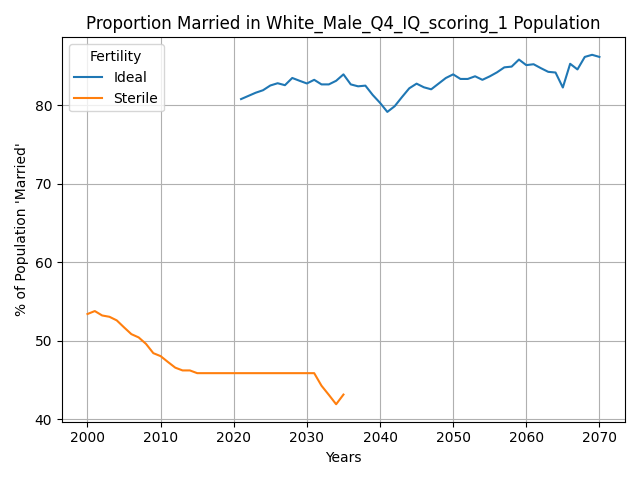 Proportion Married in White_Male_Q4_IQ_scoring_1 Population
Fertility
Ideal
Sterile
% of Population 'Married'
80
70
60
50
40
2000 2010 2020 2030 2040 2050 2060 2070
Years